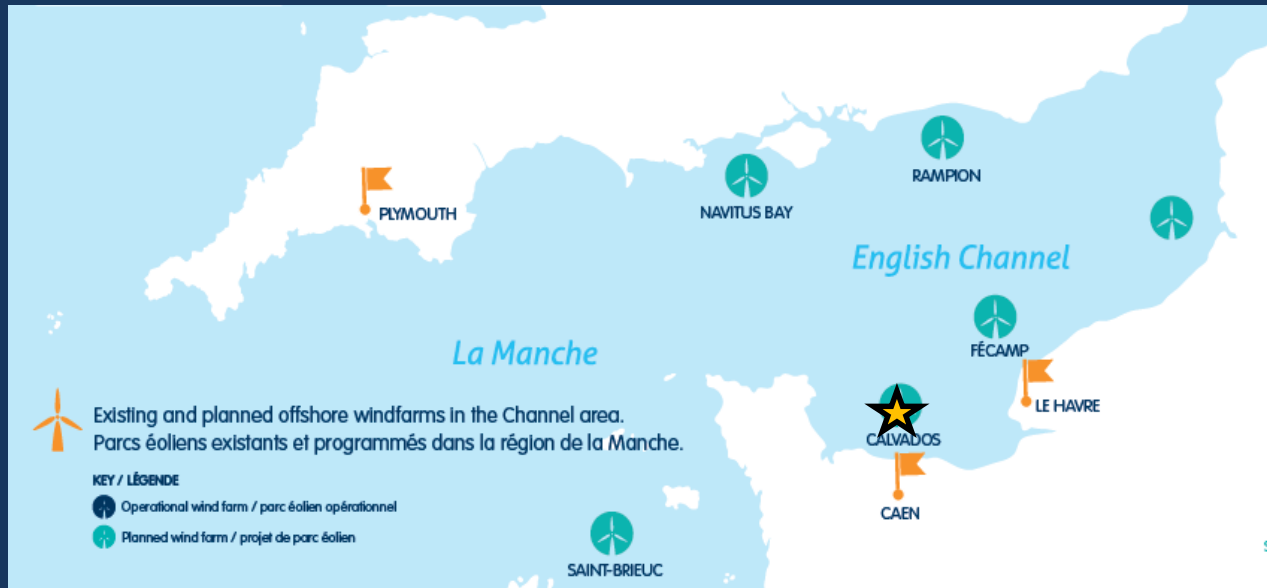 RAMPION
PLYMOUTH
NAVITUS BAY
English Channel
FÉCAMP
La Manche
LE HAVRE
Existing and planned offshore windfarms in the Channel area.
CALVADOS
Parcs éoliens existants et programmés dans la région de la Manche.
KEY / LÉGENDE
Operational wind farm / parc éolien opérationnel
CAEN
Planned wind farm / projet de parc éolien
SAINT-BRIEUC